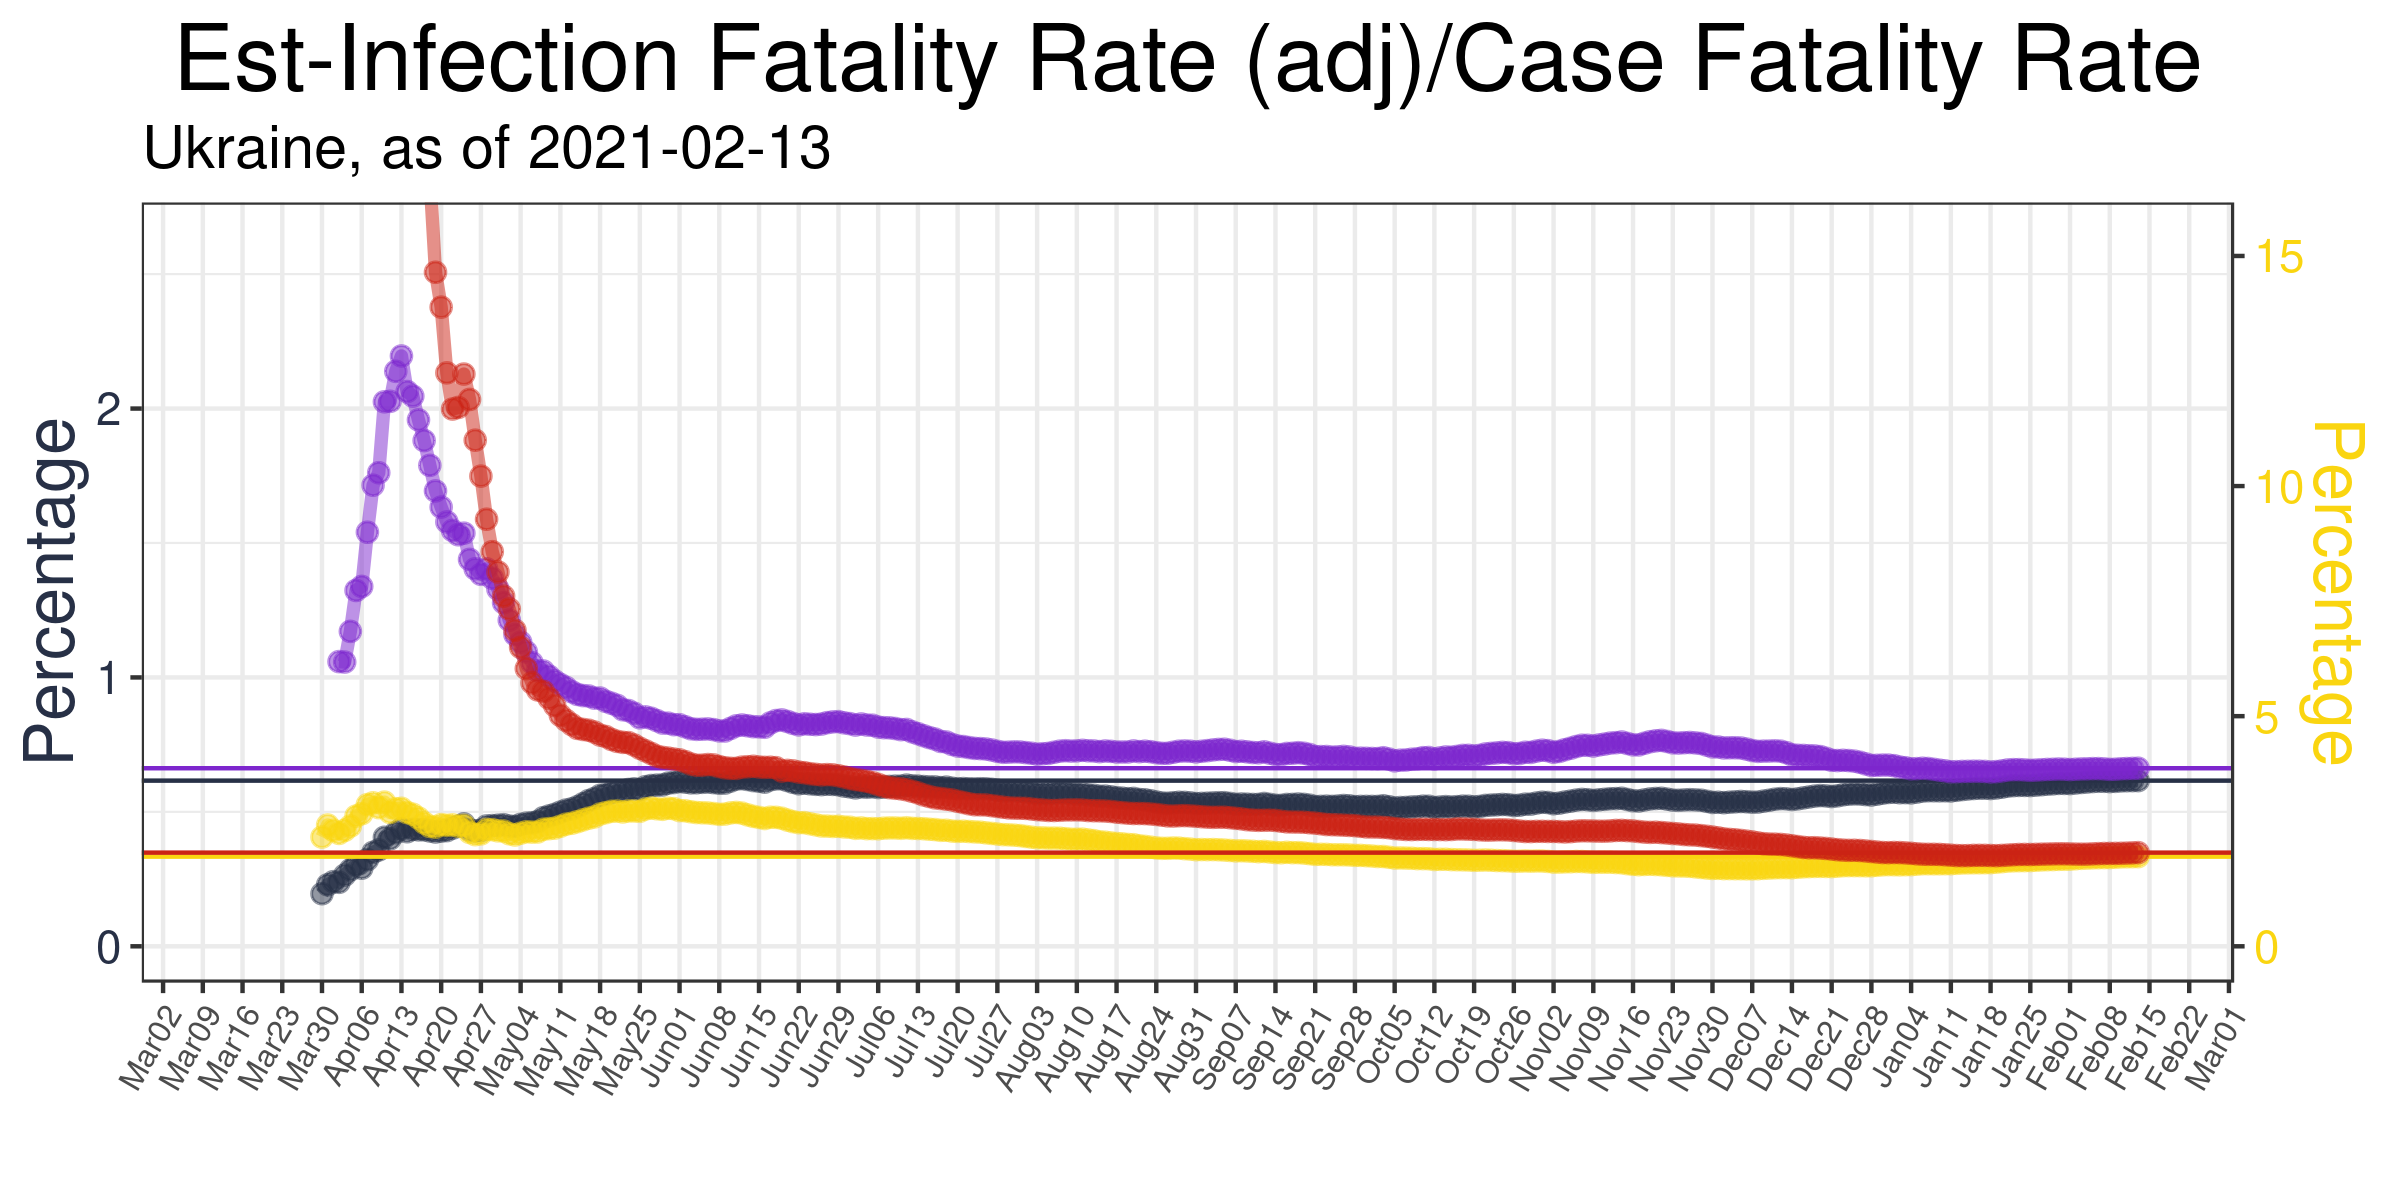 Est-Infection Fatality Rate (adj)/Case Fatality Rate
Ukraine, as of 2021-02-13
Percentage
2
1
0
15
10
5
0
Percentage
Mar02 Mar09 Mar16 Mar23 Mar30 Apr06 Apr13 Apr20 Apr27 May04 May11 May18 May25 Jun01 Jun08 Jun15 Jun22 Jun29 Jul06 Jul13 Jul20 Jul27 Aug03 Aug10 Aug17 Aug24 Aug31 Sep07 Sep14 Sep21 Sep28 Oct05 Oct12 Oct19 Oct26 Nov02 Nov09 Nov16 Nov23 Nov30 Dec07 Dec14 Dec21 Dec28 Jan04 Jan11 Jan18 Jan25 Feb01 Feb08 Feb15 Feb22 Mar01